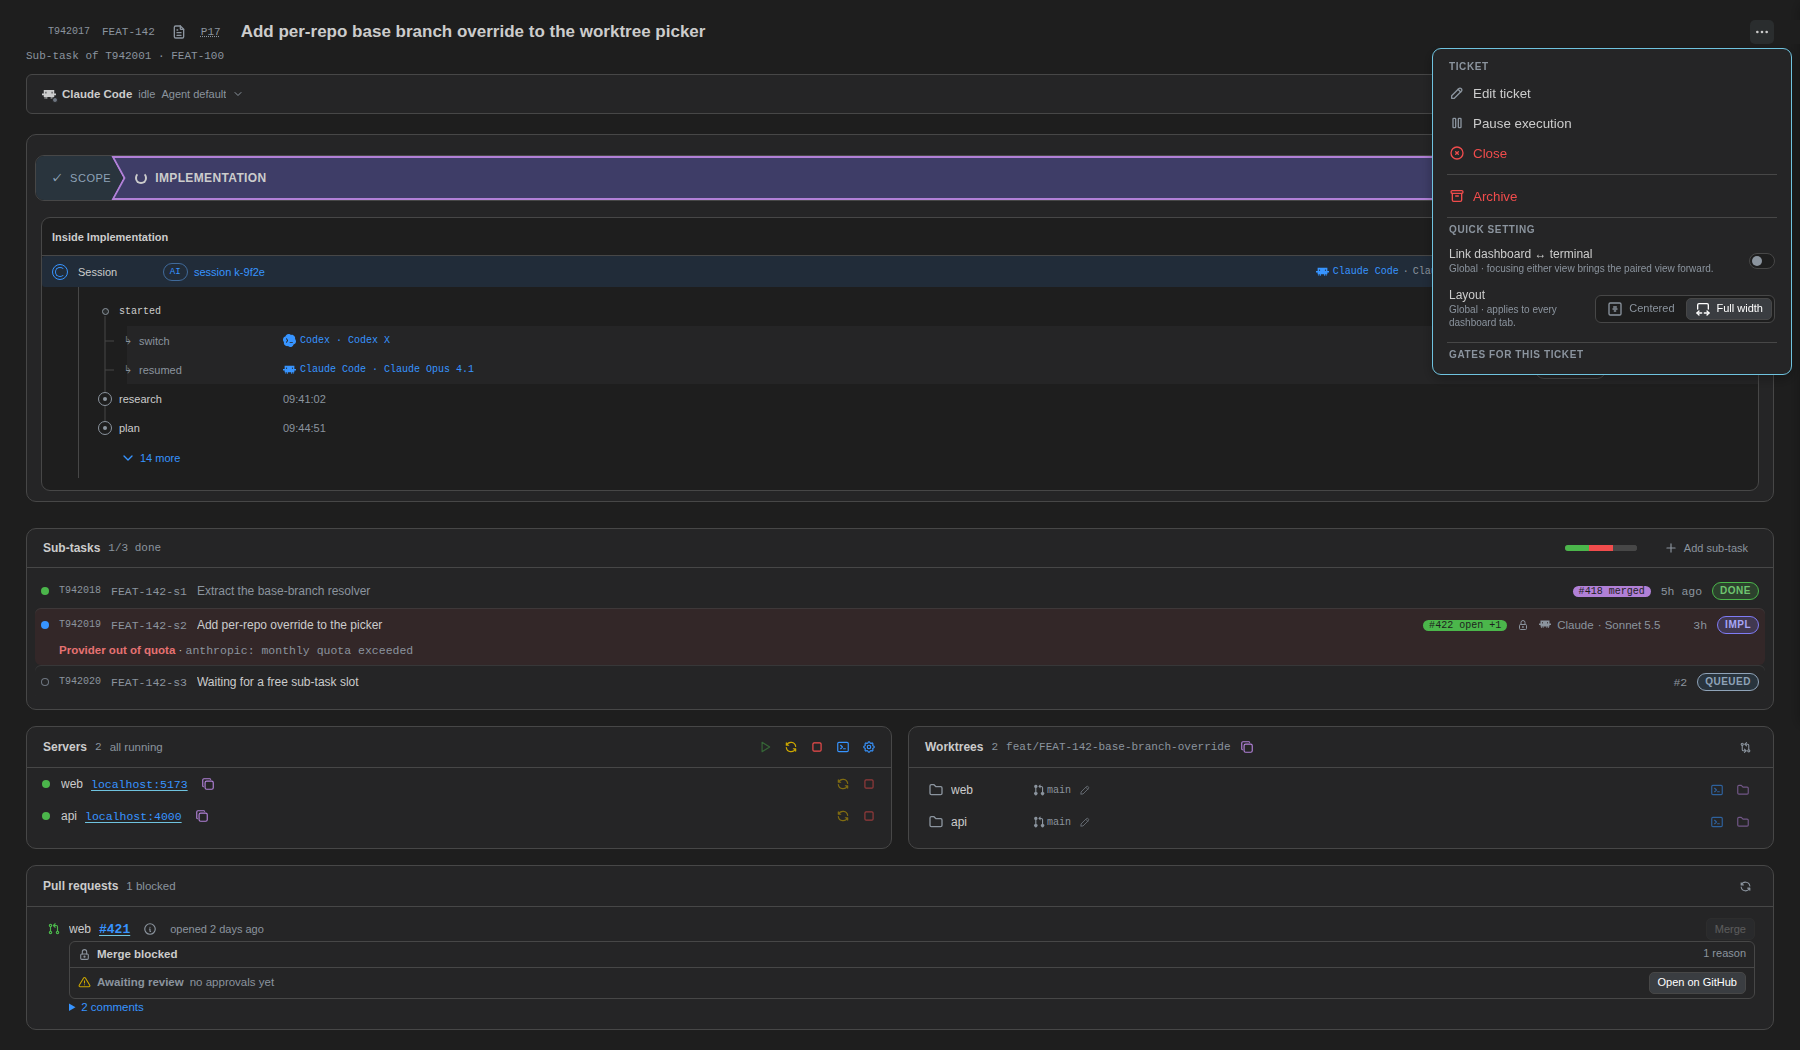 T942017 FEAT-142 P17 Add per-repo base branch override to the worktree picker
Sub-task of T942001 · FEAT-100
Claude Code idle Agent default
SCOPE IMPLEMENTATION
Inside Implementation
Session AI session k-9f2e Claude Code ·
started
↳ switch Codex · Codex X
↳ resumed Claude Code · Claude Opus 4.1
research 09:41:02
plan 09:44:51
14 more
TICKET
Edit ticket
Pause execution
Close
Archive
QUICK SETTING
Link dashboard ↔ terminal
Global · focusing either view brings the paired view forward.
Layout
Global · applies to every
dashboard tab.
Centered Full width
GATES FOR THIS TICKET
Sub-tasks 1/3 done Add sub-task
T942018 FEAT-142-s1 Extract the base-branch resolver #418 merged 5h ago DONE
T942019 FEAT-142-s2 Add per-repo override to the picker #422 open +1 Claude · Sonnet 5.5 3h IMPL
Provider out of quota · anthropic: monthly quota exceeded
T942020 FEAT-142-s3 Waiting for a free sub-task slot #2 QUEUED
Servers 2 all running
web localhost:5173
api localhost:4000
Worktrees 2 feat/FEAT-142-base-branch-override
web main
api main
Pull requests 1 blocked
web #421 opened 2 days ago Merge
Merge blocked 1 reason
Awaiting review no approvals yet Open on GitHub
2 comments